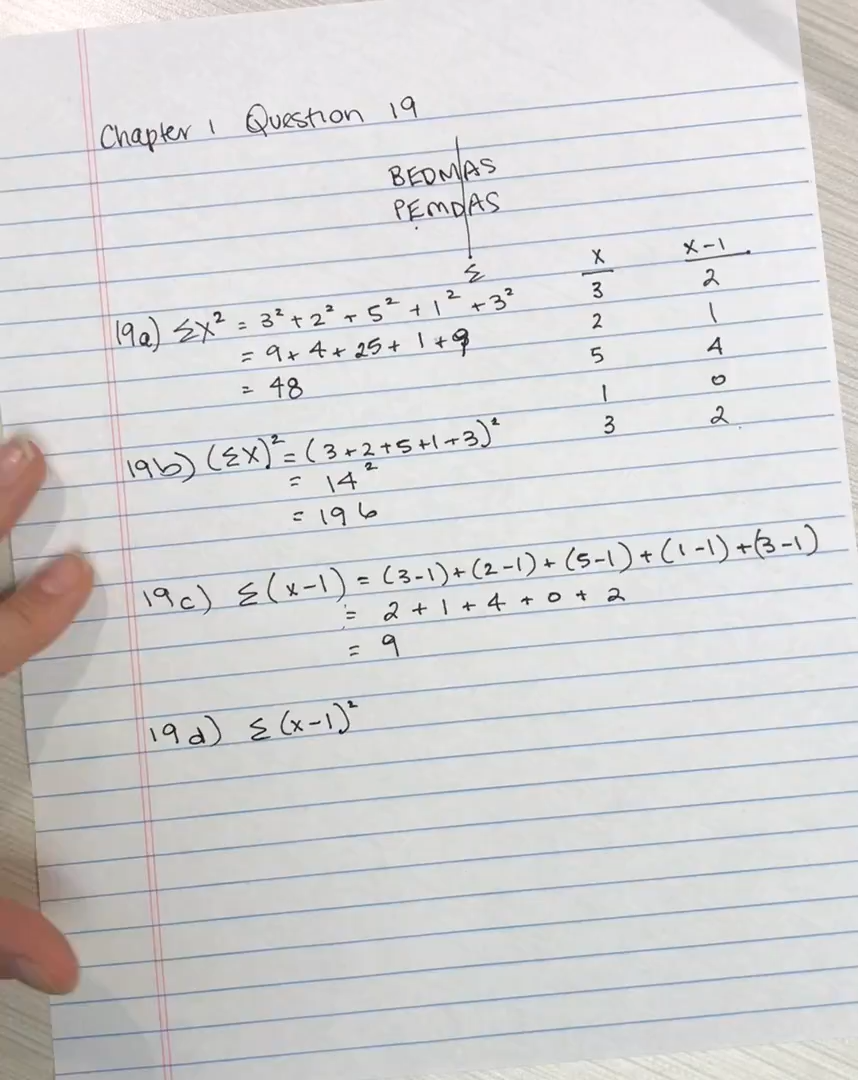 Chapter 1 Question 19
BEDMAS
PEMDAS
Σ
x x-1
3 2
2 1
5 4
1 0
3 2
19a) Σx² = 3² + 2² + 5² + 1² + 3²
= 9 + 4 + 25 + 1 + 9
= 48
19b) (Σx)² = (3+2+5+1+3)²
= 14²
= 196
19c) Σ(x-1) = (3-1)+(2-1)+(5-1)+(1-1)+(3-1)
= 2 + 1 + 4 + 0 + 2
= 9
19d) Σ(x-1)²